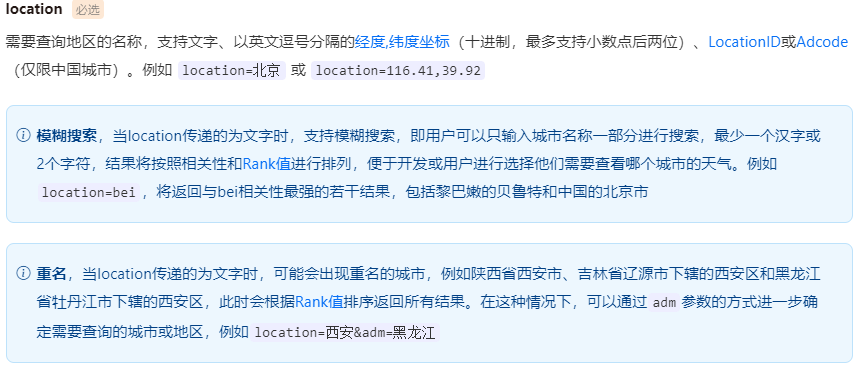 location 必选
需要查询地区的名称，支持文字、以英文逗号分隔的经度,纬度坐标（十进制，最多支持小数点后两位）、LocationID或Adcode
（仅限中国城市）。例如 location=北京 或 location=116.41,39.92
模糊搜索，当location传递的为文字时，支持模糊搜索，即用户可以只输入城市名称一部分进行搜索，最少一个汉字或
2个字符，结果将按照相关性和Rank值进行排列，便于开发或用户进行选择他们需要查看哪个城市的天气。例如
location=bei ，将返回与bei相关性最强的若干结果，包括黎巴嫩的贝鲁特和中国的北京市
重名，当location传递的为文字时，可能会出现重名的城市，例如陕西省西安市、吉林省辽源市下辖的西安区和黑龙江
省牡丹江市下辖的西安区，此时会根据Rank值排序返回所有结果。在这种情况下，可以通过 adm 参数的方式进一步确
定需要查询的城市或地区，例如 location=西安&adm=黑龙江